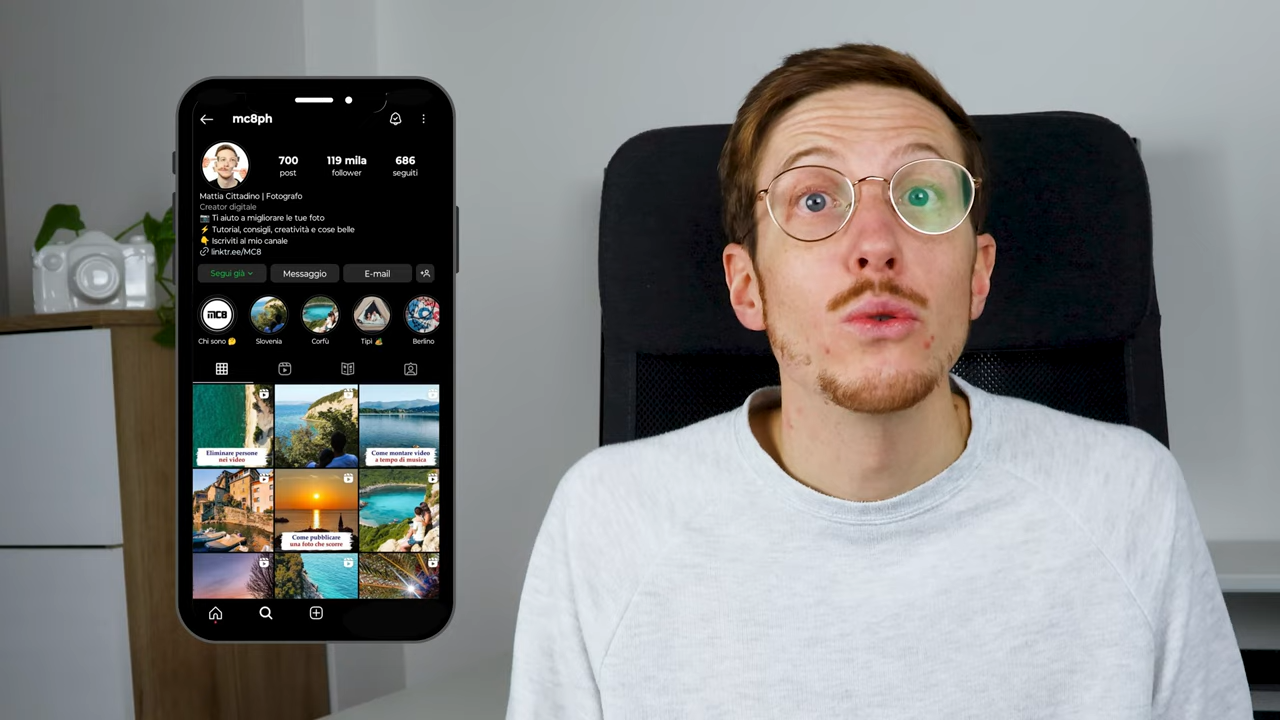 mc8ph
700 119 mila 686
post follower seguiti
Mattia Cittadino | Fotografo
Creator digitale
Ti aiuto a migliorare le tue foto
Tutorial, consigli, creatività e cose belle
Iscriviti al mio canale
linktr.ee/MC8
Segui già Messaggio E-mail
MC8
Chi sono Slovenia Corfù Tipi Berlino
Eliminare persone
nei video
Come montare video
a tempo di musica
Come pubblicare
una foto che scorre